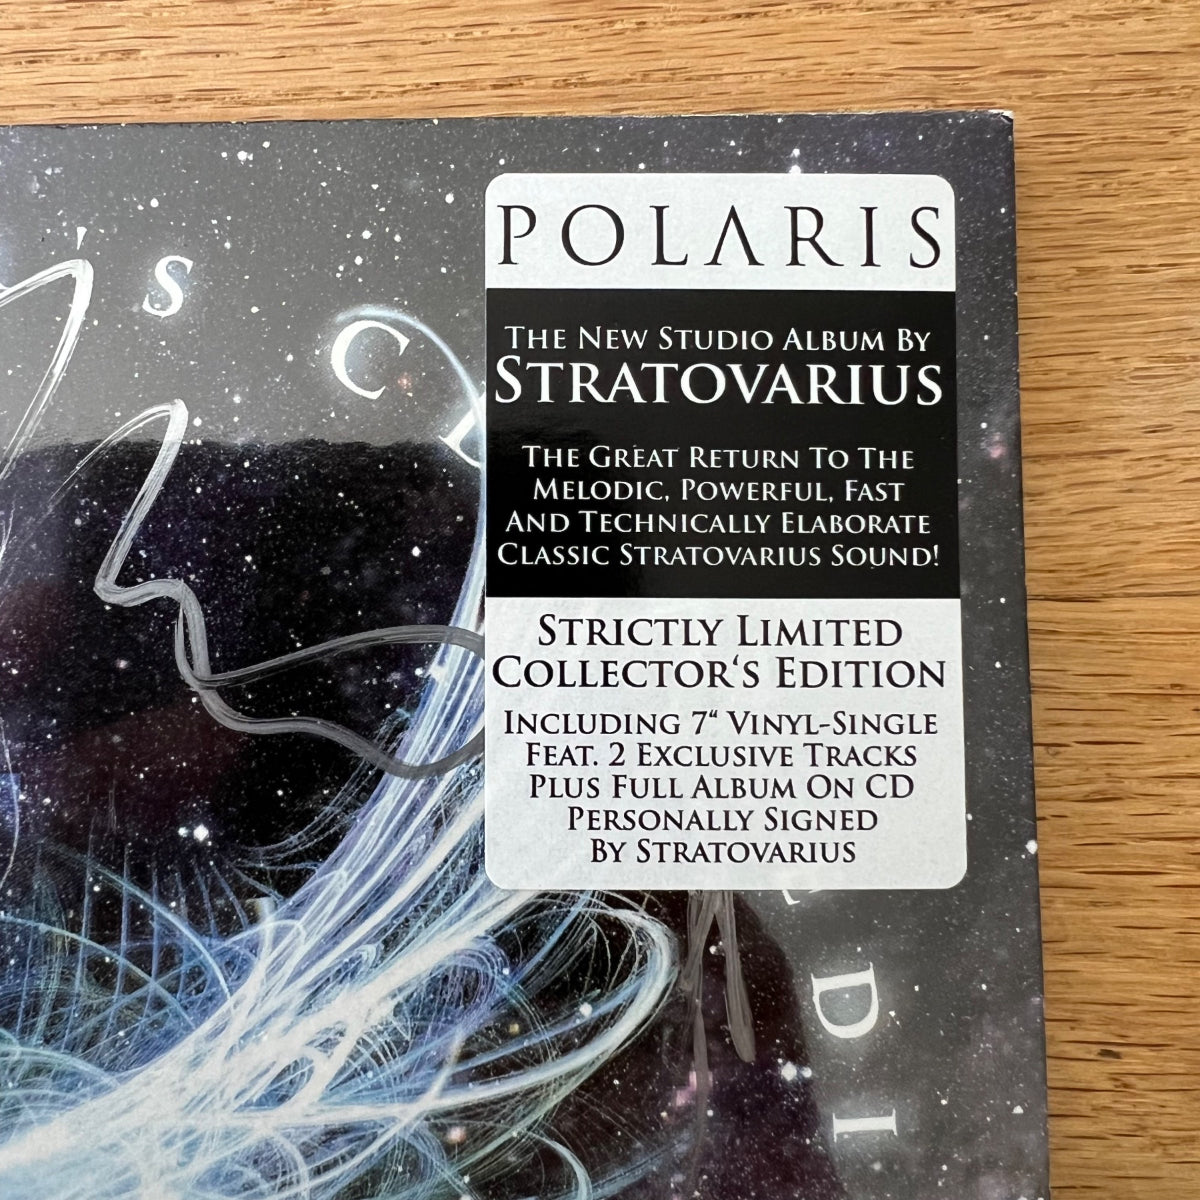 POLARIS
THE NEW STUDIO ALBUM BY
STRATOVARIUS
THE GREAT RETURN TO THE
MELODIC, POWERFUL, FAST
AND TECHNICALLY ELABORATE
CLASSIC STRATOVARIUS SOUND!
STRICTLY LIMITED
COLLECTOR‘S EDITION
INCLUDING 7“ VINYL-SINGLE
FEAT. 2 EXCLUSIVE TRACKS
PLUS FULL ALBUM ON CD
PERSONALLY SIGNED
BY STRATOVARIUS
'S C
DI